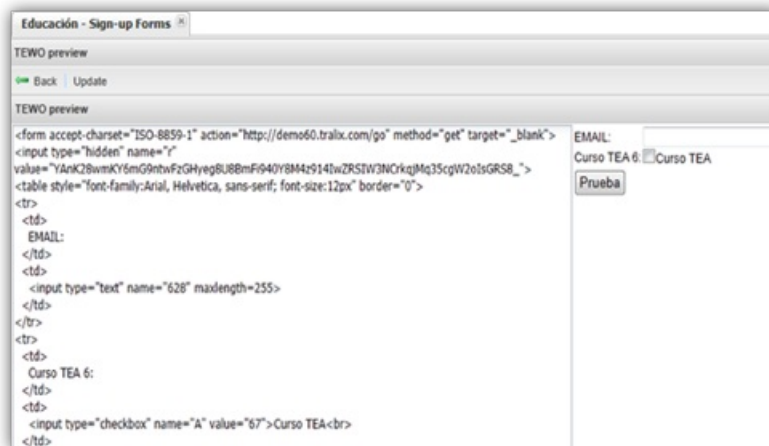 Educación - Sign-up Forms
TEWO preview
Back Update
TEWO preview
<form accept-charset="ISO-8859-1" action="http://demo60.tralix.com/go" method="get" target="_blank">
<input type="hidden" name="r"
<table style="font-family:Arial, Helvetica, sans-serif; font-size:12px" border="0">
<tr>
<td>
EMAIL:
</td>
<td>
<input type="text" name="628" maxlength=255>
</td>
</tr>
<tr>
<td>
Curso TEA 6:
</td>
<td>
<input type="checkbox" name="A" value="67">Curso TEA<br>
</td>
EMAIL:
Curso TEA 6: Curso TEA
Prueba